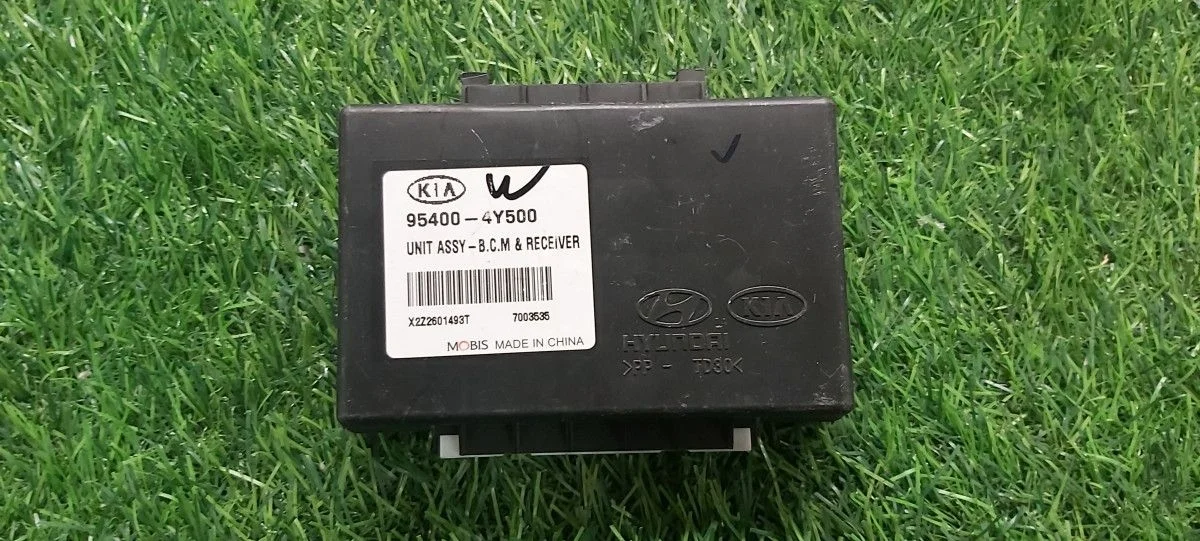 KIA W
95400-4Y500
UNIT ASSY-B.C.M & RECEIVER
X2Z2601493T 7003535
MOBIS MADE IN CHINA
KIA
HYUNDAI
>PP - TD30<